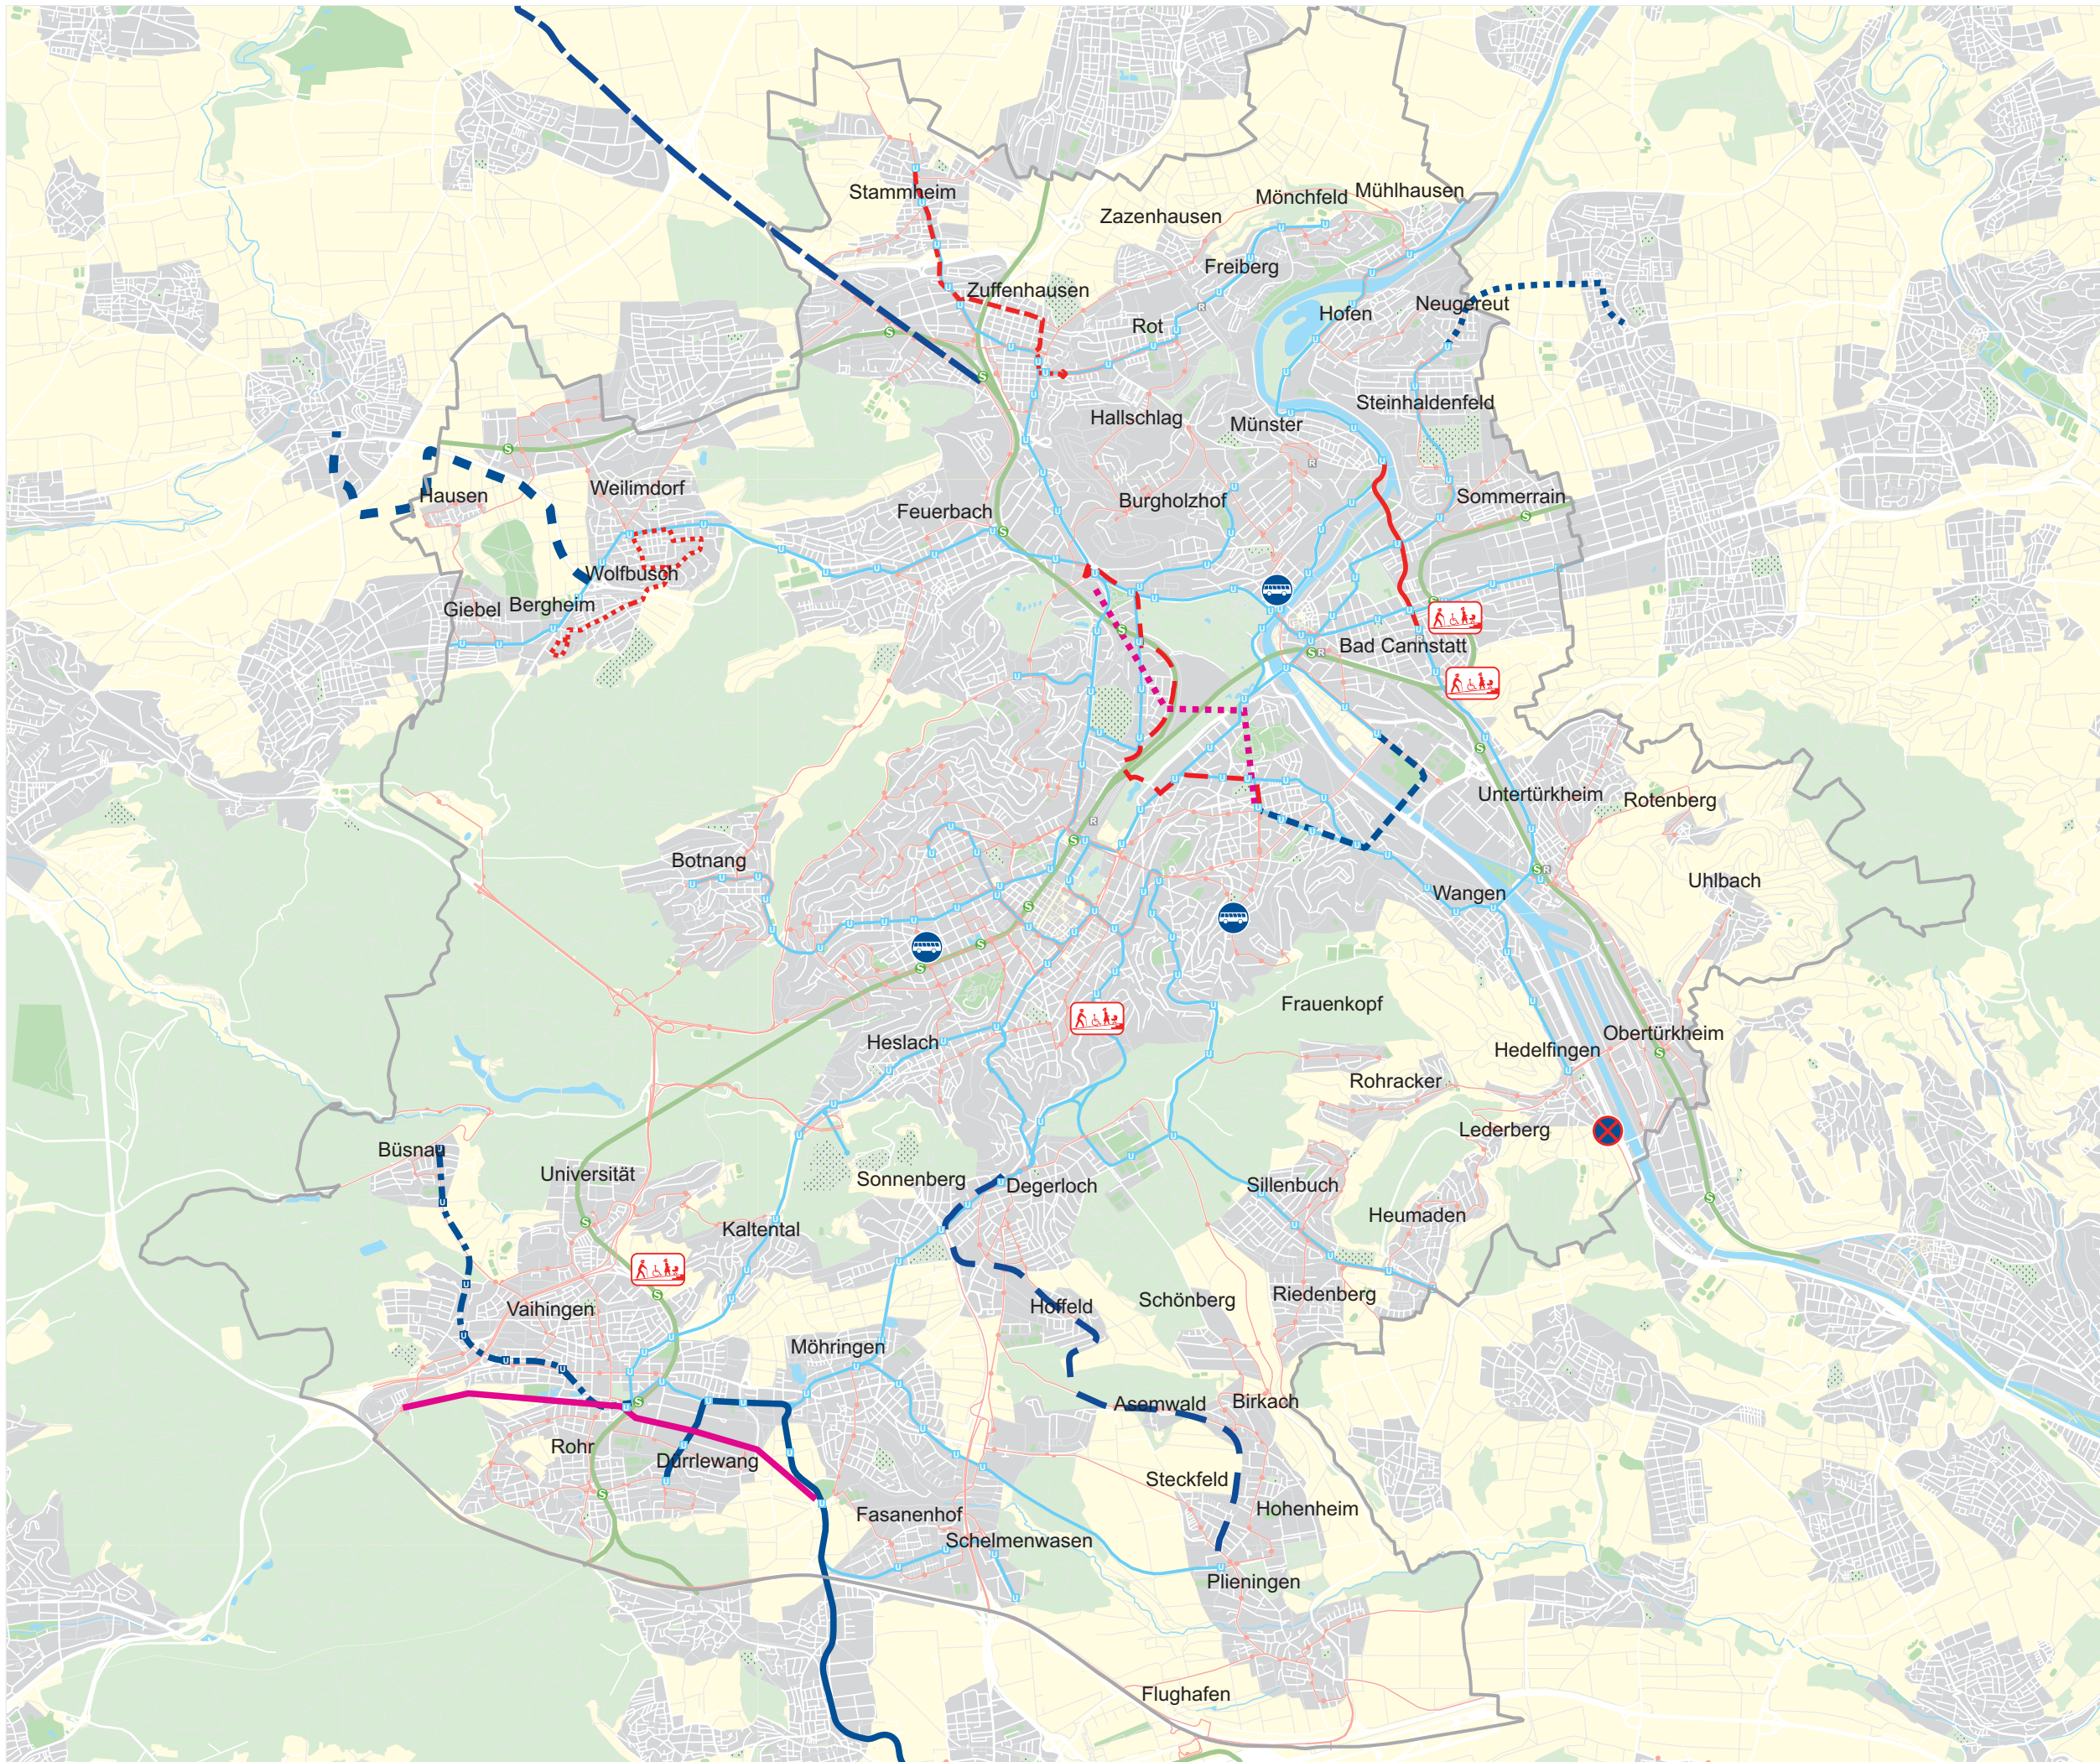 Stammheim
Mönchfeld
Mühlhausen
Zazenhausen
Freiberg
Zuffenhausen
Neugereut
Hofen
Rot
Steinhaldenfeld
Hallschlag
Münster
Hausen
Weilimdorf
Sommerrain
Burgholzhof
Feuerbach
Wolfbusch
Giebel
Bergheim
Bad Cannstatt
Untertürkheim
Rotenberg
Botnang
Uhlbach
Wangen
Frauenkopf
Obertürkheim
Heslach
Hedelfingen
Rohracker
Lederberg
Büsnau
Universität
Sonnenberg
Degerloch
Sillenbuch
Heumaden
Kaltental
Riedenberg
Schönberg
Hoffeld
Vaihingen
Möhringen
Birkach
Asemwald
Rohr
Dürrlewang
Steckfeld
Hohenheim
Fasanenhof
Schelmenwasen
Plieningen
Flughafen